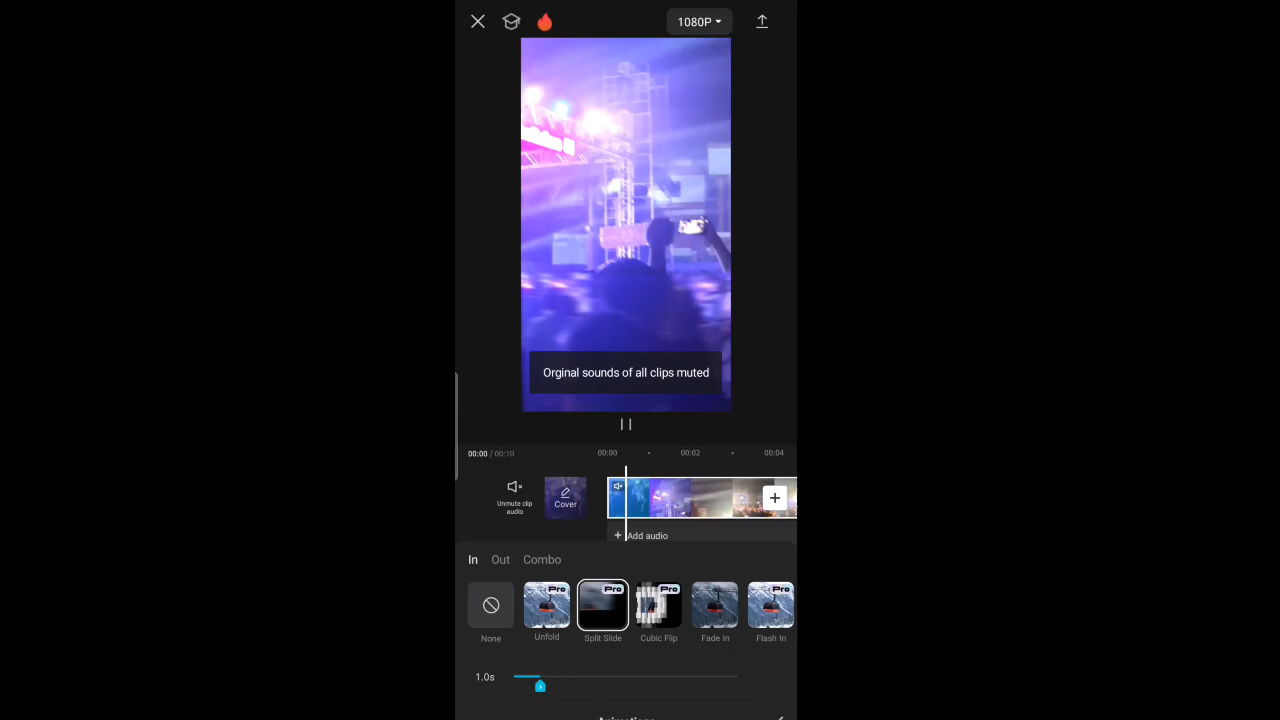 1080P
Orginal sounds of all clips muted
00:00 / 00:10
00:00
00:02
00:04
Unmute clip
audio
Cover
+ Add audio
In
Out
Combo
Pro
Pro
Pro
Pro
None
Unfold
Split Slide
Cubic Flip
Fade In
Flash In
1.0s
Animations